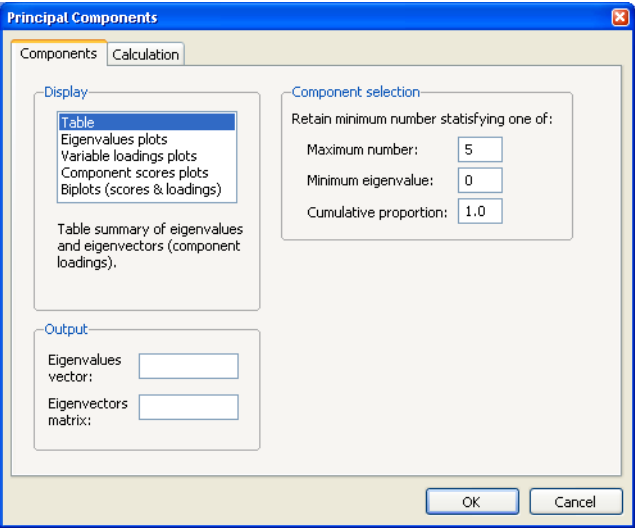 Principal Components
Components
Calculation
Display
Table
Eigenvalues plots
Variable loadings plots
Component scores plots
Biplots (scores & loadings)
Table summary of eigenvalues
and eigenvectors (component
loadings).
Component selection
Retain minimum number statisfying one of:
Maximum number: 5
Minimum eigenvalue: 0
Cumulative proportion: 1.0
Output
Eigenvalues
vector:
Eigenvectors
matrix:
OK
Cancel